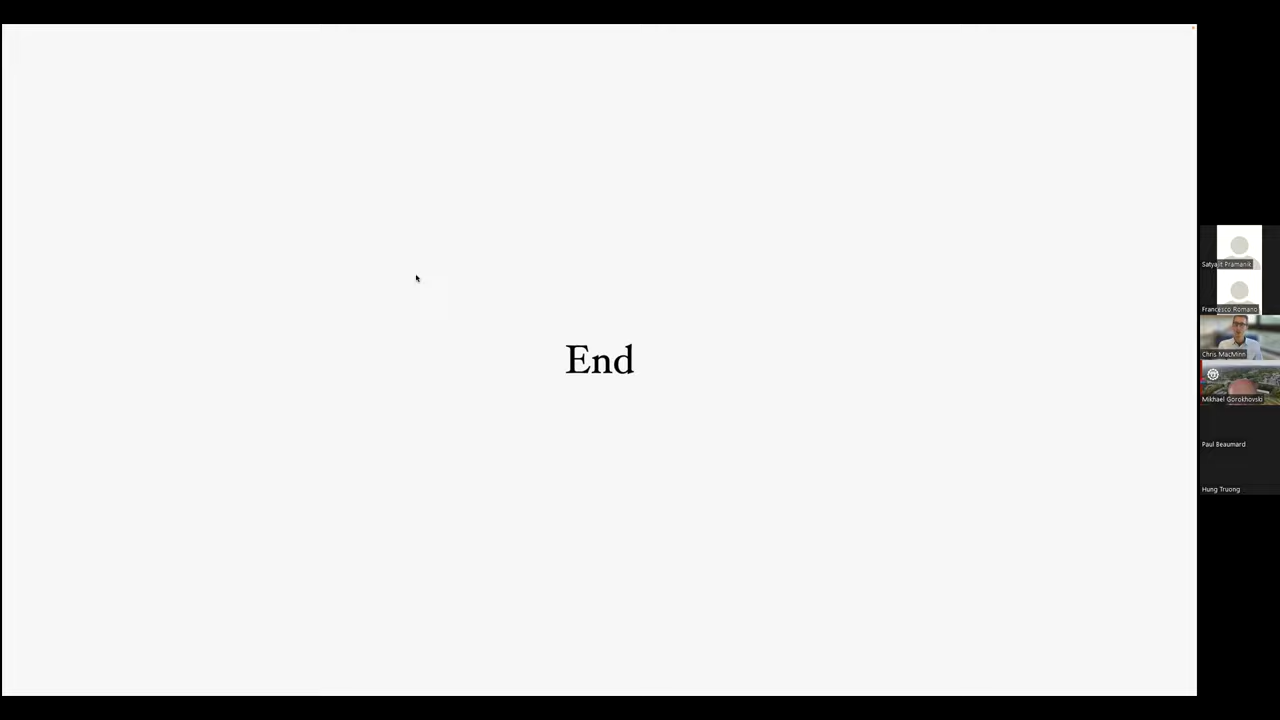 End
Satyajit Pramanik
Francesco Romano
Chris MacMinn
Mikhael Gorokhovski
Paul Beaumard
Hung Truong